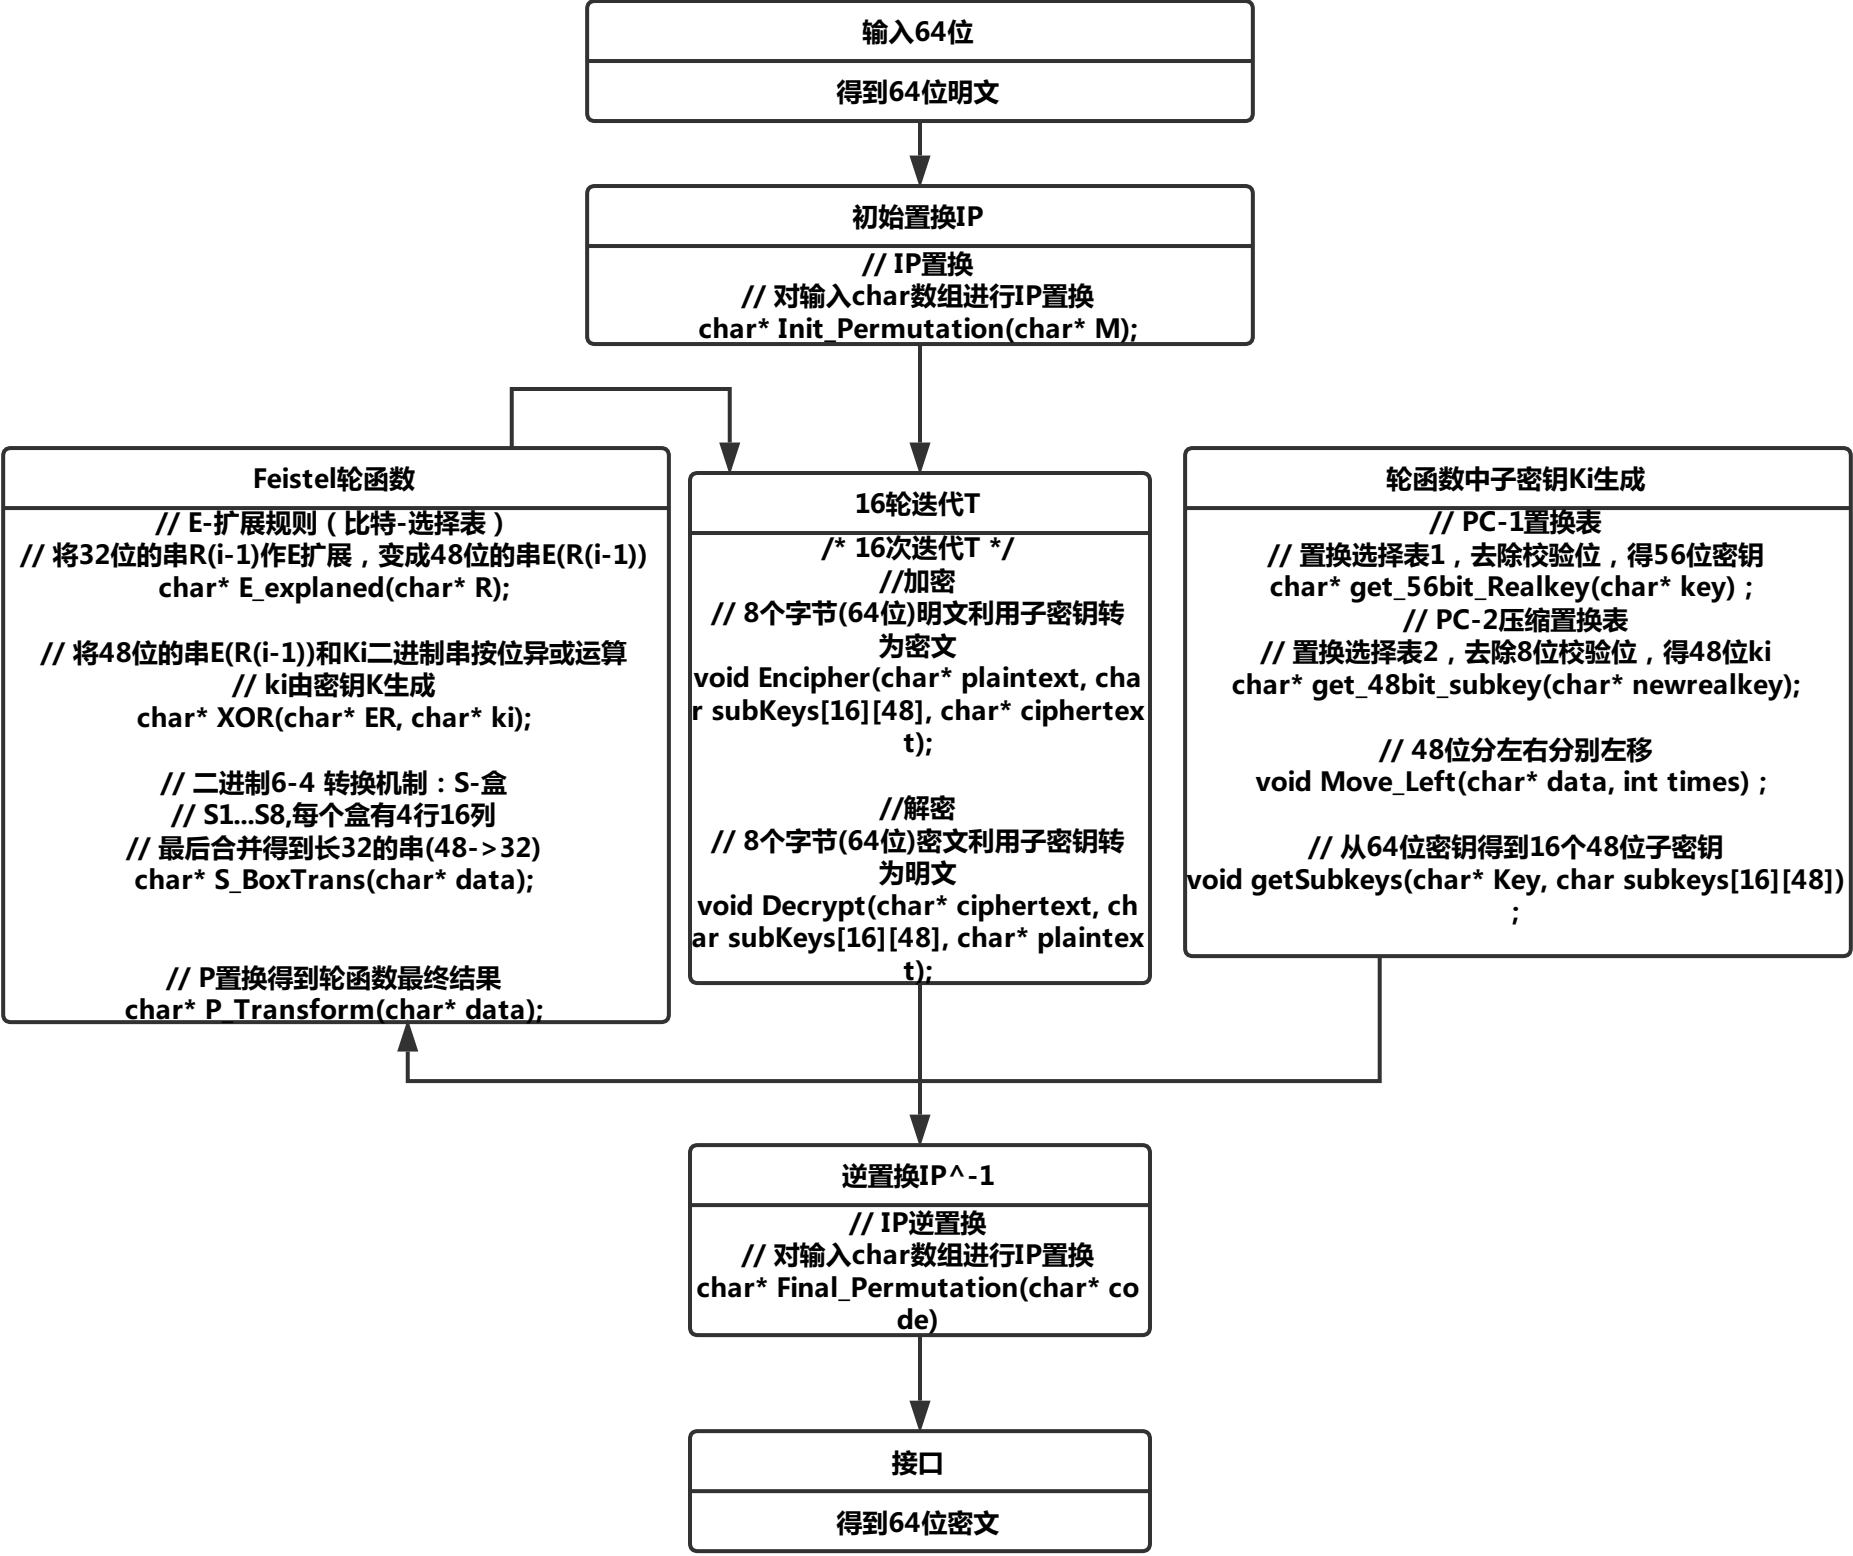 输入64位
得到64位明文
初始置换IP
// IP置换
// 对输入char数组进行IP置换
char* Init_Permutation(char* M);
Feistel轮函数
// E-扩展规则（比特-选择表）
// 将32位的串R(i-1)作E扩展，变成48位的串E(R(i-1))
char* E_explaned(char* R);
// 将48位的串E(R(i-1))和Ki二进制串按位异或运算
// ki由密钥K生成
char* XOR(char* ER, char* ki);
// 二进制6-4 转换机制：S-盒
// S1...S8,每个盒有4行16列
// 最后合并得到长32的串(48->32)
char* S_BoxTrans(char* data);
// P置换得到轮函数最终结果
char* P_Transform(char* data);
16轮迭代T
/* 16次迭代T */
//加密
// 8个字节(64位)明文利用子密钥转
为密文
void Encipher(char* plaintext, cha
r subKeys[16][48], char* ciphertex
t);
//解密
// 8个字节(64位)密文利用子密钥转
为明文
void Decrypt(char* ciphertext, ch
ar subKeys[16][48], char* plaintex
t);
轮函数中子密钥Ki生成
// PC-1置换表
// 置换选择表1，去除校验位，得56位密钥
char* get_56bit_Realkey(char* key)；
// PC-2压缩置换表
// 置换选择表2，去除8位校验位，得48位ki
char* get_48bit_subkey(char* newrealkey);
// 48位分左右分别左移
void Move_Left(char* data, int times)；
// 从64位密钥得到16个48位子密钥
void getSubkeys(char* Key, char subkeys[16][48])
;
逆置换IP^-1
// IP逆置换
// 对输入char数组进行IP置换
char* Final_Permutation(char* co
de)
接口
得到64位密文